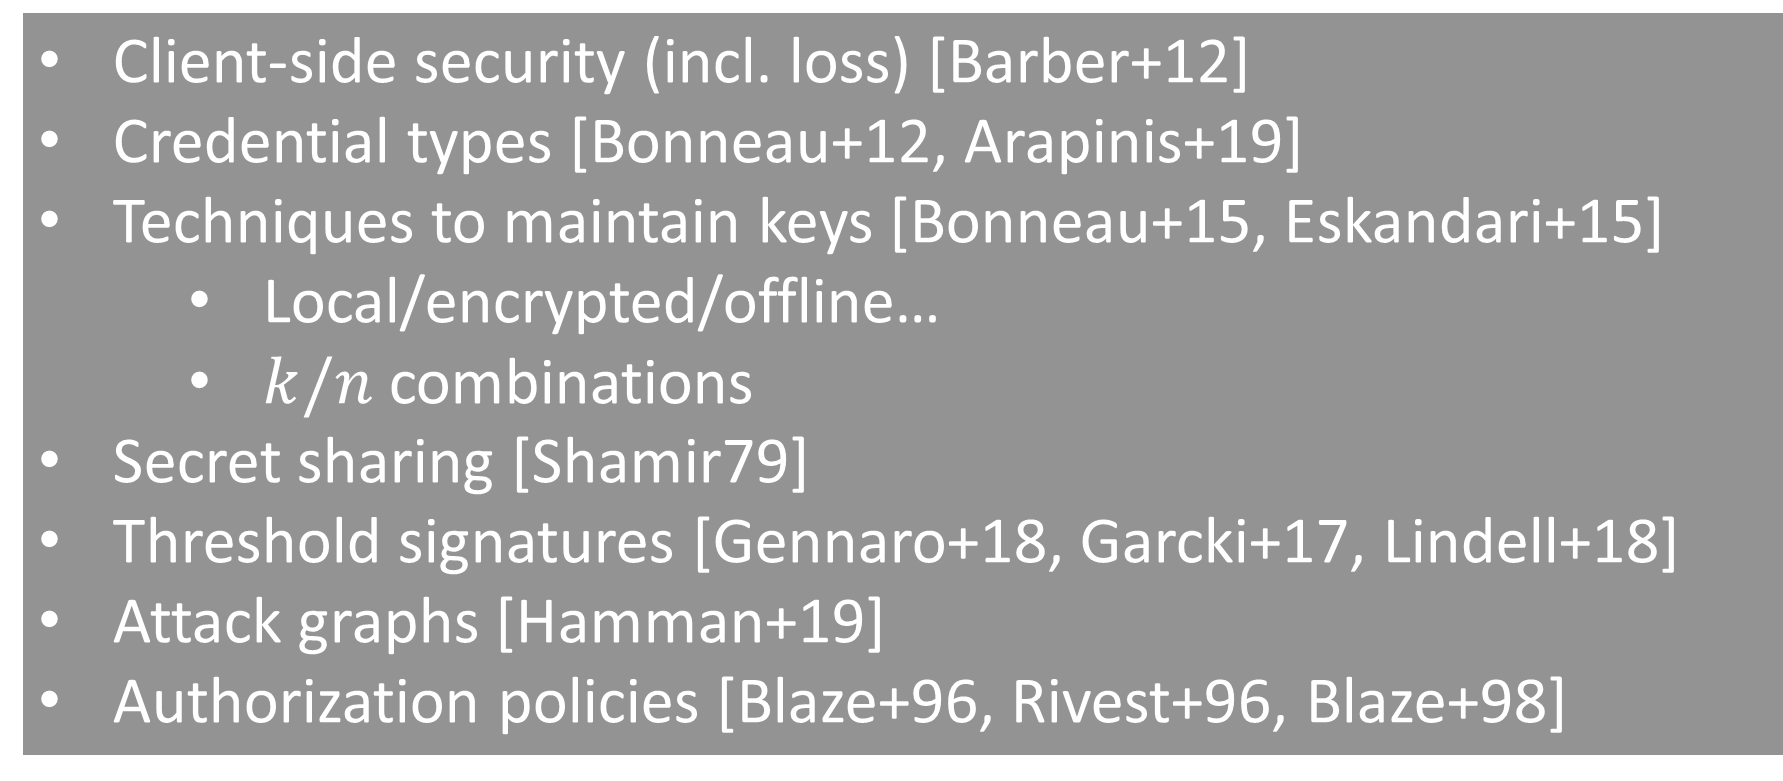 • Client-side security (incl. loss) [Barber+12]
• Credential types [Bonneau+12, Arapinis+19]
• Techniques to maintain keys [Bonneau+15, Eskandari+15]
• Local/encrypted/offline…
• k/n combinations
• Secret sharing [Shamir79]
• Threshold signatures [Gennaro+18, Garcki+17, Lindell+18]
• Attack graphs [Hamman+19]
• Authorization policies [Blaze+96, Rivest+96, Blaze+98]